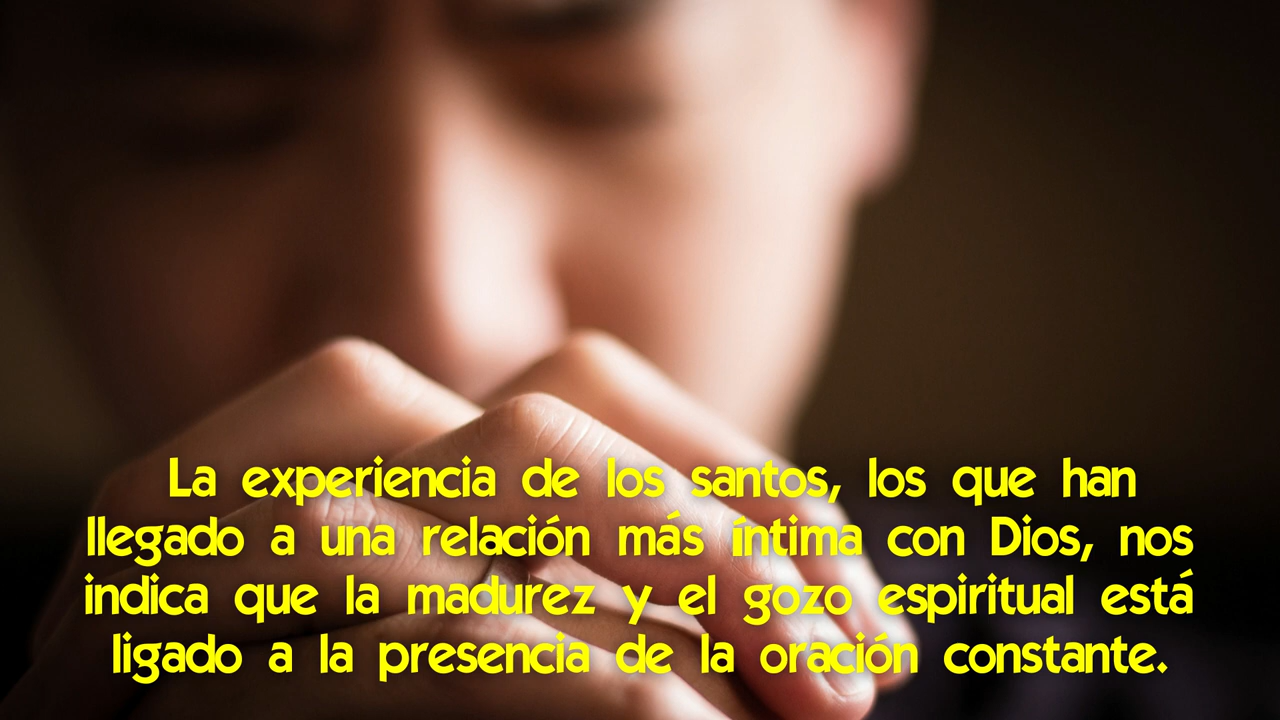 La experiencia de los santos, los que han
llegado a una relación más íntima con Dios, nos
indica que la madurez y el gozo espiritual está
ligado a la presencia de la oración constante.